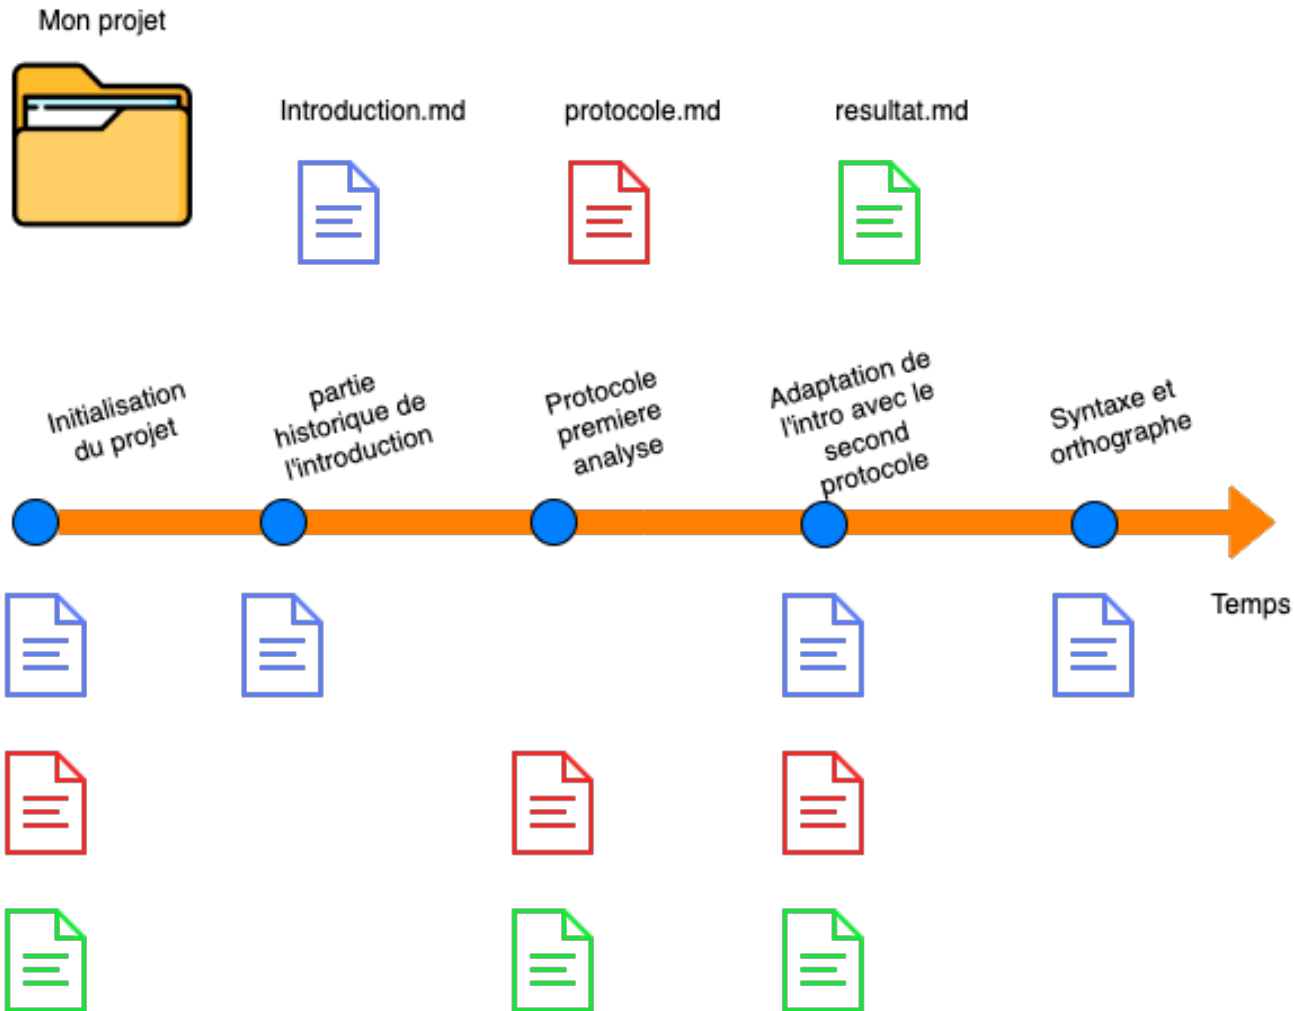 Mon projet
Introduction.md
protocole.md
resultat.md
Initialisation
du projet
partie
historique de
l'introduction
Protocole
premiere
analyse
Adaptation de
l'intro avec le
second
protocole
Syntaxe et
orthographe
Temps